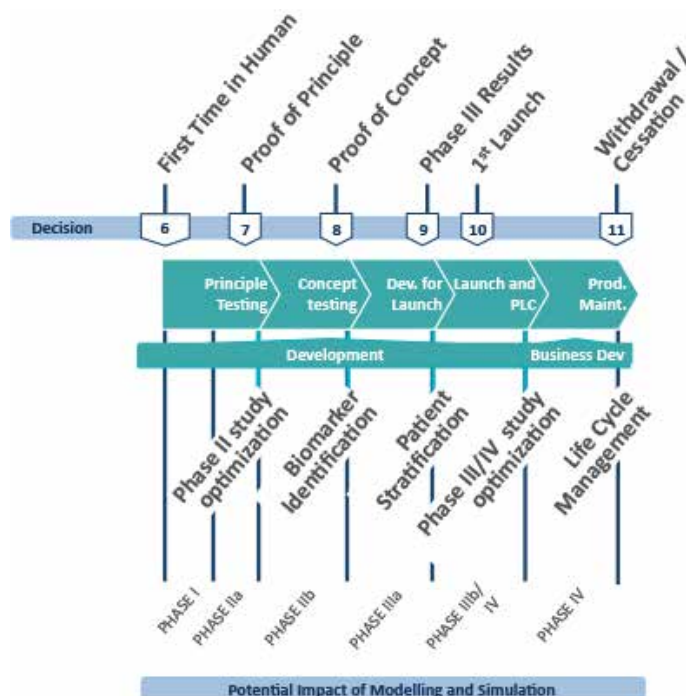 First Time in Human
Proof of Principle
Proof of Concept
Phase III Results
1st Launch
Withdrawal /
Cessation
Decision
6
7
8
9
10
11
Principle
Testing
Concept
testing
Dev. for
Launch
Launch and
PLC
Prod.
Maint.
Development
Business Dev
Phase II study
optimization
Biomarker
Identification
Patient
Stratification
Phase III/IV study
optimization
Life Cycle
Management
PHASE I
PHASE IIa
PHASE IIb
PHASE IIIa
PHASE IIIb/
IV
PHASE IV
Potential Impact of Modelling and Simulation